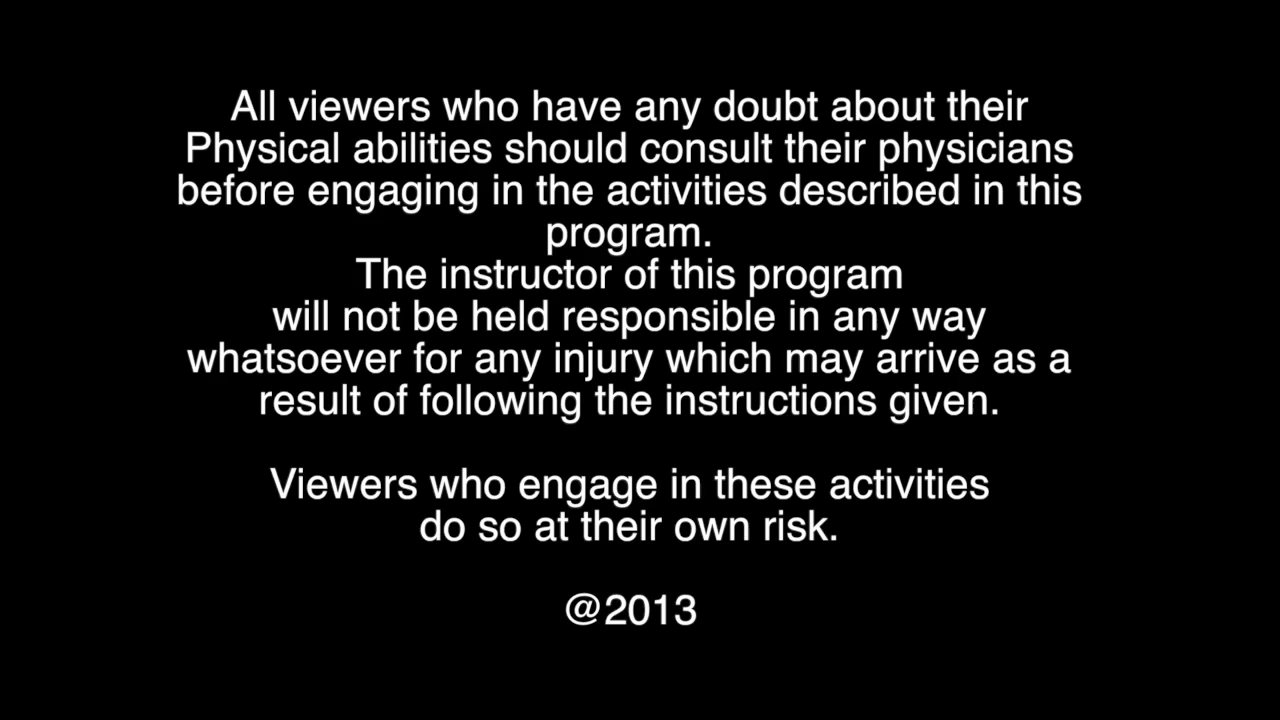 All viewers who have any doubt about their
Physical abilities should consult their physicians
before engaging in the activities described in this
program.
The instructor of this program
will not be held responsible in any way
whatsoever for any injury which may arrive as a
result of following the instructions given.
Viewers who engage in these activities
do so at their own risk.
@2013